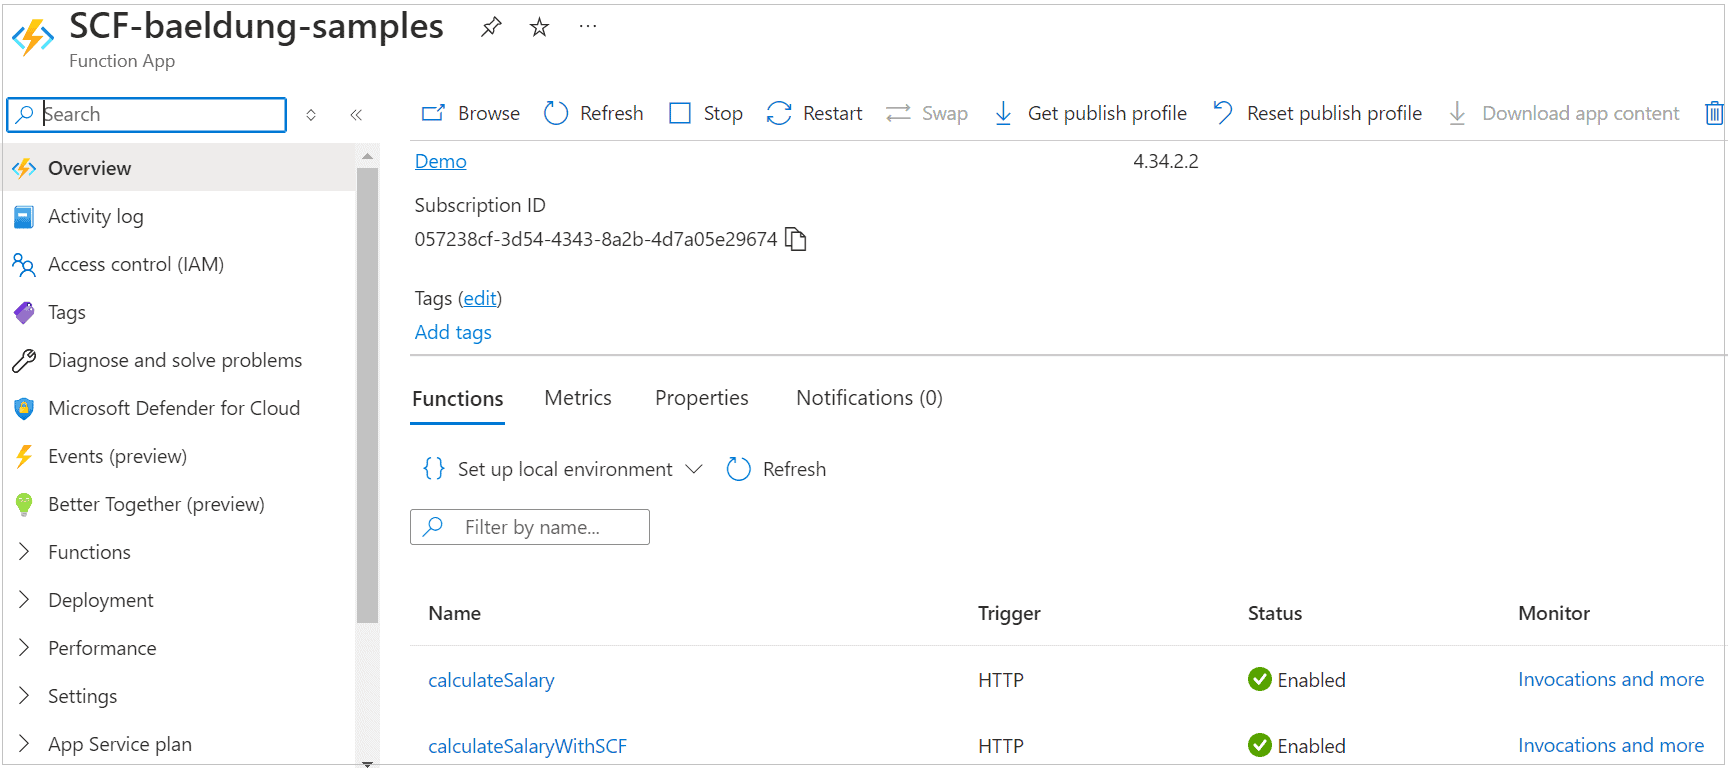 SCF-baeldung-samples
Function App
Search
Browse Refresh Stop Restart Swap Get publish profile Reset publish profile Download app content
Overview
Activity log
Access control (IAM)
Tags
Diagnose and solve problems
Microsoft Defender for Cloud
Events (preview)
Better Together (preview)
Functions
Deployment
Performance
Settings
App Service plan
Demo 4.34.2.2
Subscription ID
057238cf-3d54-4343-8a2b-4d7a05e29674
Tags (edit)
Add tags
Functions Metrics Properties Notifications (0)
Set up local environment Refresh
Filter by name...
Name Trigger Status Monitor
calculateSalary HTTP Enabled Invocations and more
calculateSalaryWithSCF HTTP Enabled Invocations and more